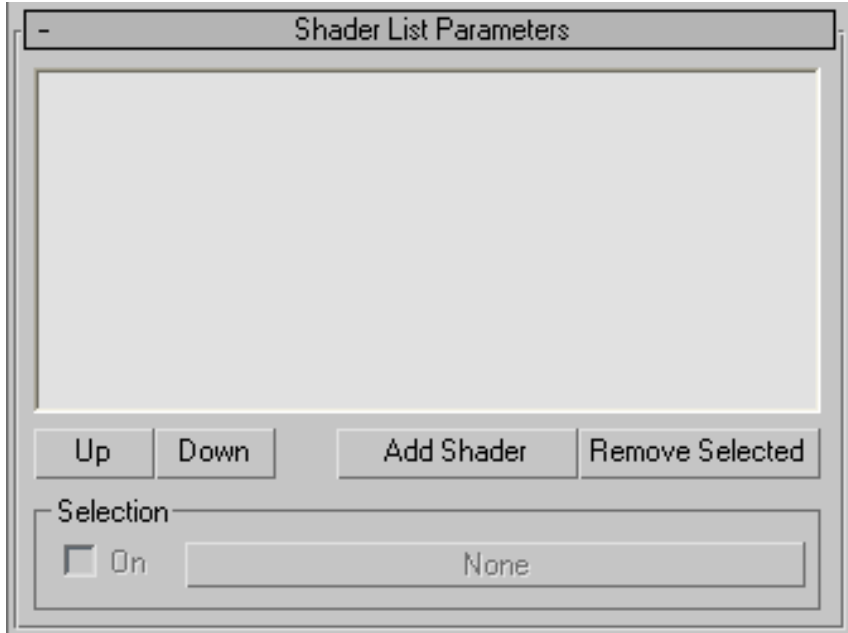 - Shader List Parameters
Up Down Add Shader Remove Selected
Selection
On None